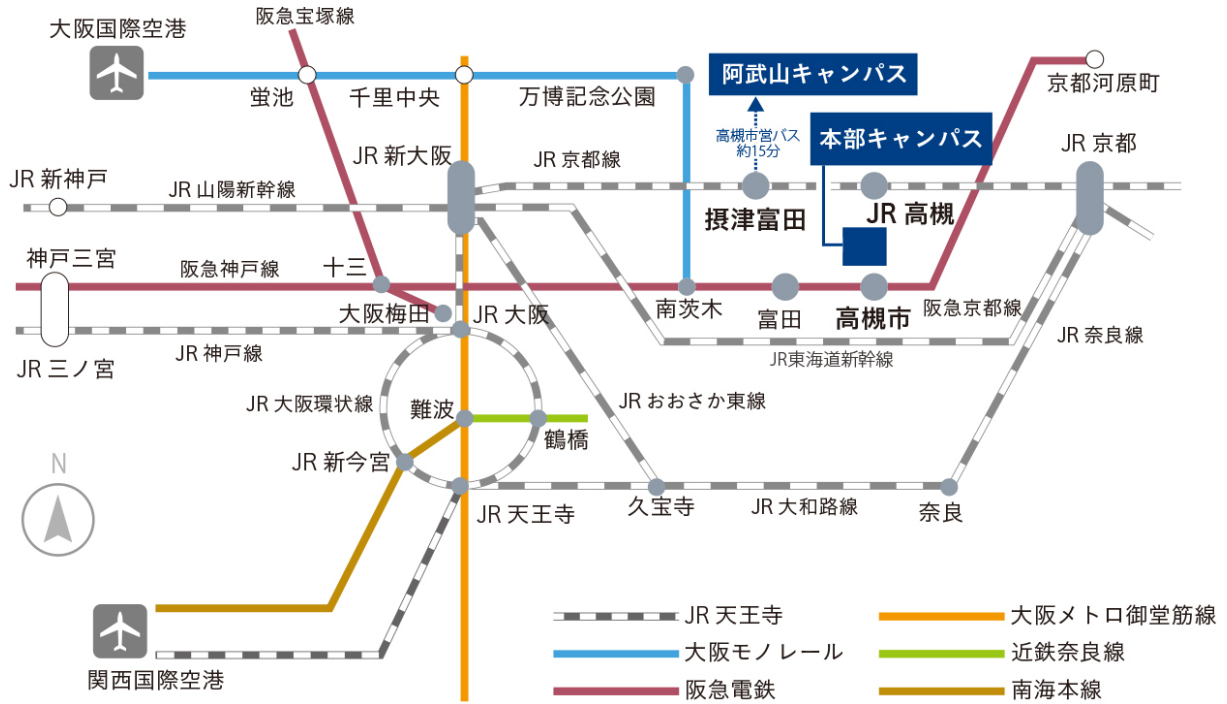 阪急宝塚線
大阪国際空港
蛍池
千里中央
万博記念公園
阿武山キャンパス
高槻市営バス
約15分
本部キャンパス
京都河原町
JR 新大阪
JR 京都線
JR 京都
JR 新神戸
JR 山陽新幹線
摂津富田
JR 高槻
神戸三宮
阪急神戸線
十三
大阪梅田
JR 大阪
南茨木
富田
高槻市
阪急京都線
JR 奈良線
JR 三ノ宮
JR 神戸線
JR東海道新幹線
JR 大阪環状線
難波
鶴橋
JR おおさか東線
JR 新今宮
N
JR 天王寺
久宝寺
JR 大和路線
奈良
関西国際空港
JR 天王寺
大阪モノレール
阪急電鉄
大阪メトロ御堂筋線
近鉄奈良線
南海本線